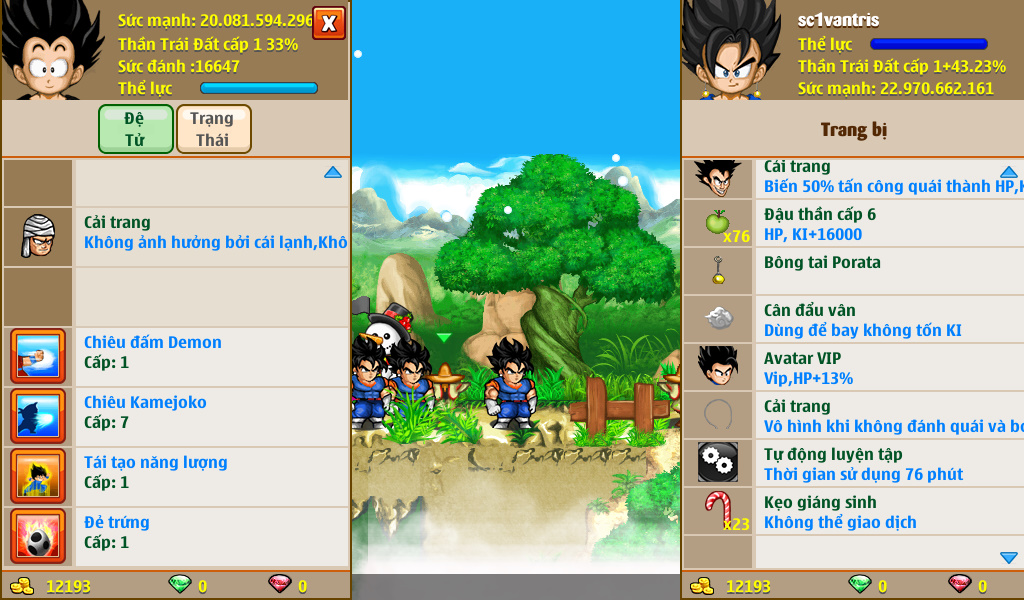 Sức mạnh: 20.081.594.296
X
Thần Trái Đất cấp 1 33%
Sức đánh :16647
Thể lực
Đệ
Tử
Trạng
Thái
Cải trang
Không ảnh hưởng bởi cái lạnh,Khô
Chiêu đấm Demon
Cấp: 1
Chiêu Kamejoko
Cấp: 7
Tái tạo năng lượng
Cấp: 1
Đẻ trứng
Cấp: 1
12193
0
0
sc1vantris
Thể lực
Thần Trái Đất cấp 1+43.23%
Sức mạnh: 22.970.662.161
Trang bị
Cải trang
Biến 50% tấn công quái thành HP,K
x76
Đậu thần cấp 6
HP, KI+16000
Bông tai Porata
Cân đẩu vân
Dùng để bay không tốn KI
Avatar VIP
Vip,HP+13%
Cải trang
Vô hình khi không đánh quái và bo
Tự động luyện tập
Thời gian sử dụng 76 phút
x23
Kẹo giáng sinh
Không thể giao dịch
12193
0
0